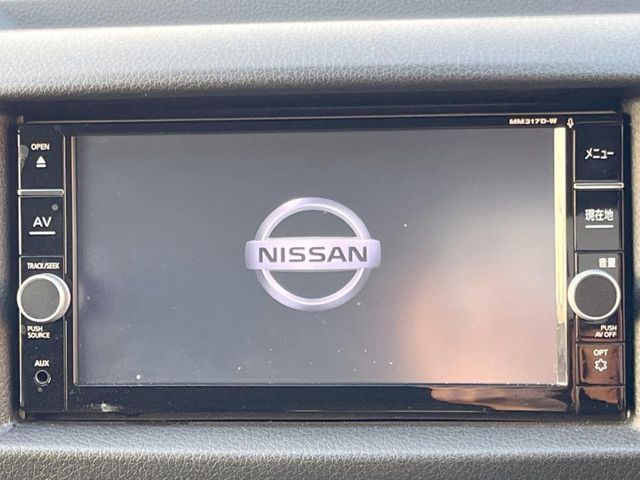 MM317D-W
OPEN
AV
TRACK/SEEK
PUSH
SOURCE
AUX
NISSAN
メニュー
現在地
音量
PUSH
AV OFF
OPT